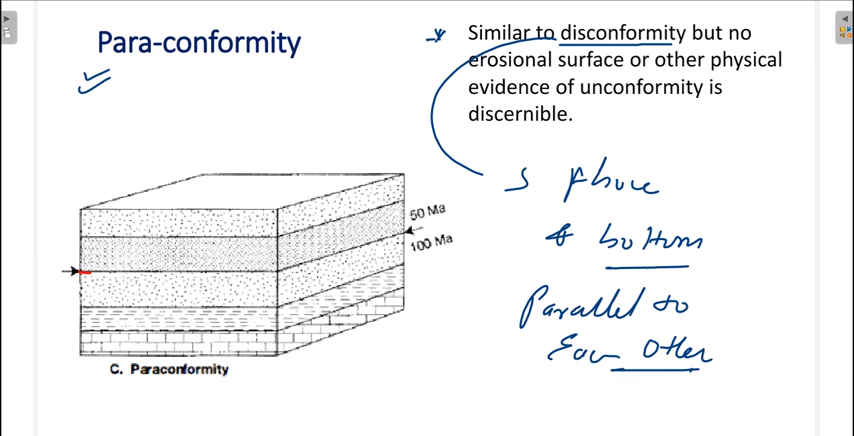 Para-conformity
Similar to disconformity but no
erosional surface or other physical
evidence of unconformity is
discernible.
50 Ma
100 Ma
C. Paraconformity
& bottom
Parallel to
Each Other